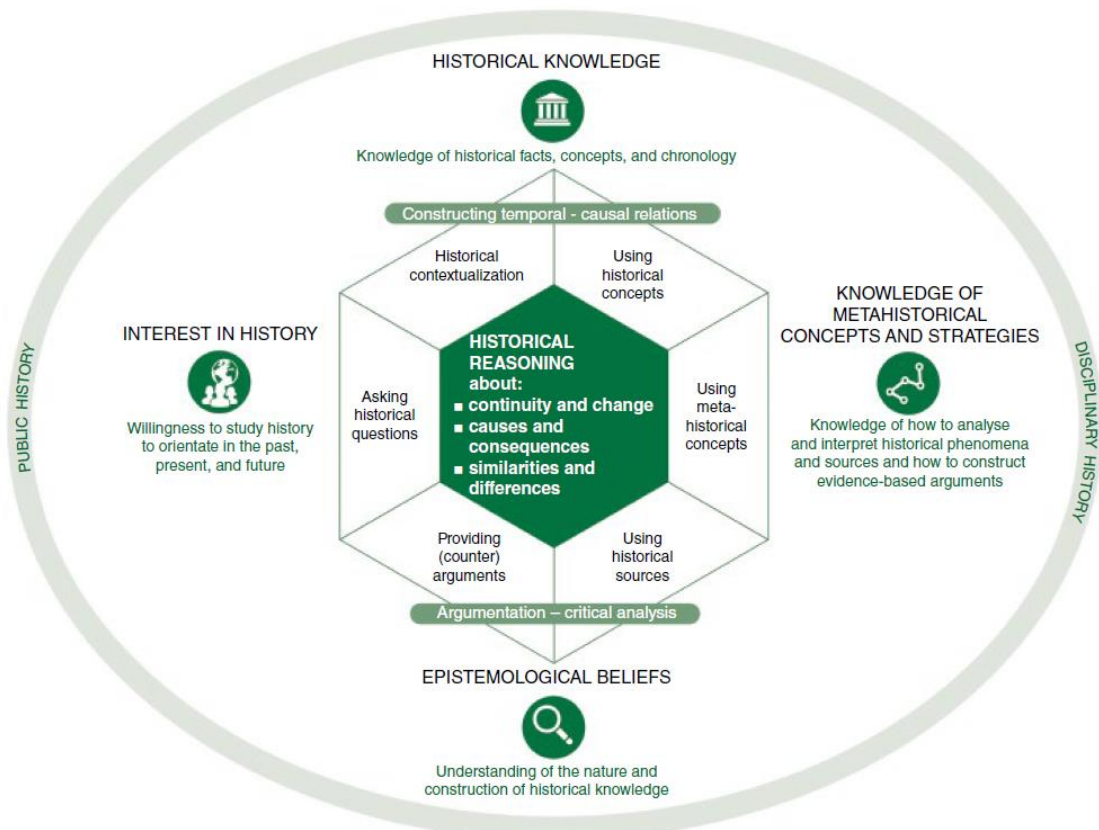 HISTORICAL KNOWLEDGE
Knowledge of historical facts, concepts, and chronology
Constructing temporal - causal relations
Historical
contextualization
Using
historical
concepts
INTEREST IN HISTORY
Willingness to study history
to orientate in the past,
present, and future
PUBLIC HISTORY
Asking
historical
questions
HISTORICAL
REASONING
about:
■ continuity and change
■ causes and
consequences
■ similarities and
differences
Using
meta-
historical
concepts
KNOWLEDGE OF
METAHISTORICAL
CONCEPTS AND STRATEGIES
Knowledge of how to analyse
and interpret historical phenomena
and sources and how to construct
evidence-based arguments
DISCIPLINARY HISTORY
Providing
(counter)
arguments
Using
historical
sources
Argumentation – critical analysis
EPISTEMOLOGICAL BELIEFS
Understanding of the nature and
construction of historical knowledge